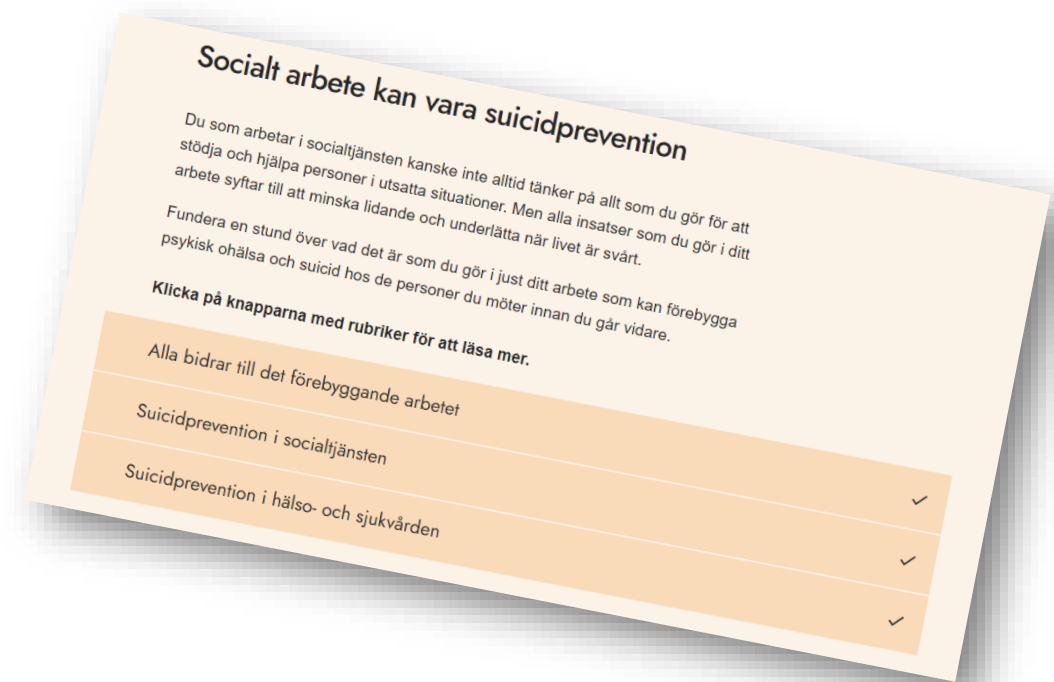 Socialt arbete kan vara suicidprevention
Du som arbetar i socialtjänsten kanske inte alltid tänker på allt som du gör för att
stödja och hjälpa personer i utsatta situationer. Men alla insatser som du gör i ditt
arbete syftar till att minska lidande och underlätta när livet är svårt.
Fundera en stund över vad det är som du gör i just ditt arbete som kan förebygga
psykisk ohälsa och suicid hos de personer du möter innan du går vidare.
Klicka på knapparna med rubriker för att läsa mer.
Alla bidrar till det förebyggande arbetet
Suicidprevention i socialtjänsten
Suicidprevention i hälso- och sjukvården